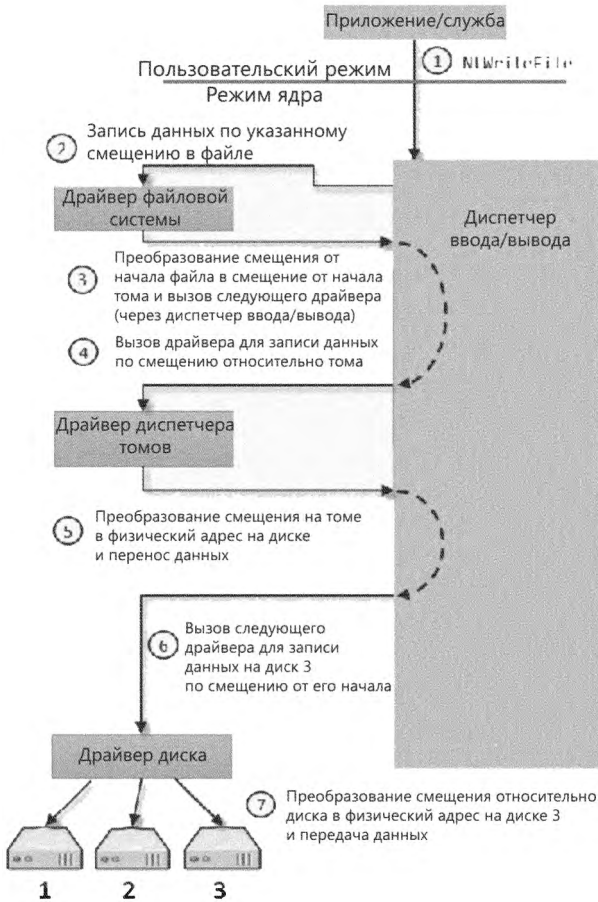 Приложение/служба
1 NtWriteFile
Пользовательский режим
Режим ядра
2 Запись данных по указанному
смещению в файле
Драйвер файловой
системы
Диспетчер
ввода/вывода
3 Преобразование смещения от
начала файла в смещение от начала
тома и вызов следующего драйвера
(через диспетчер ввода/вывода)
4 Вызов драйвера для записи данных
по смещению относительно тома
Драйвер диспетчера
томов
5 Преобразование смещения на томе
в физический адрес на диске
и перенос данных
6 Вызов следующего
драйвера для записи
данных на диск 3
по смещению от его начала
Драйвер диска
7 Преобразование смещения относительно
диска в физический адрес на диске 3
и передача данных
1 2 3